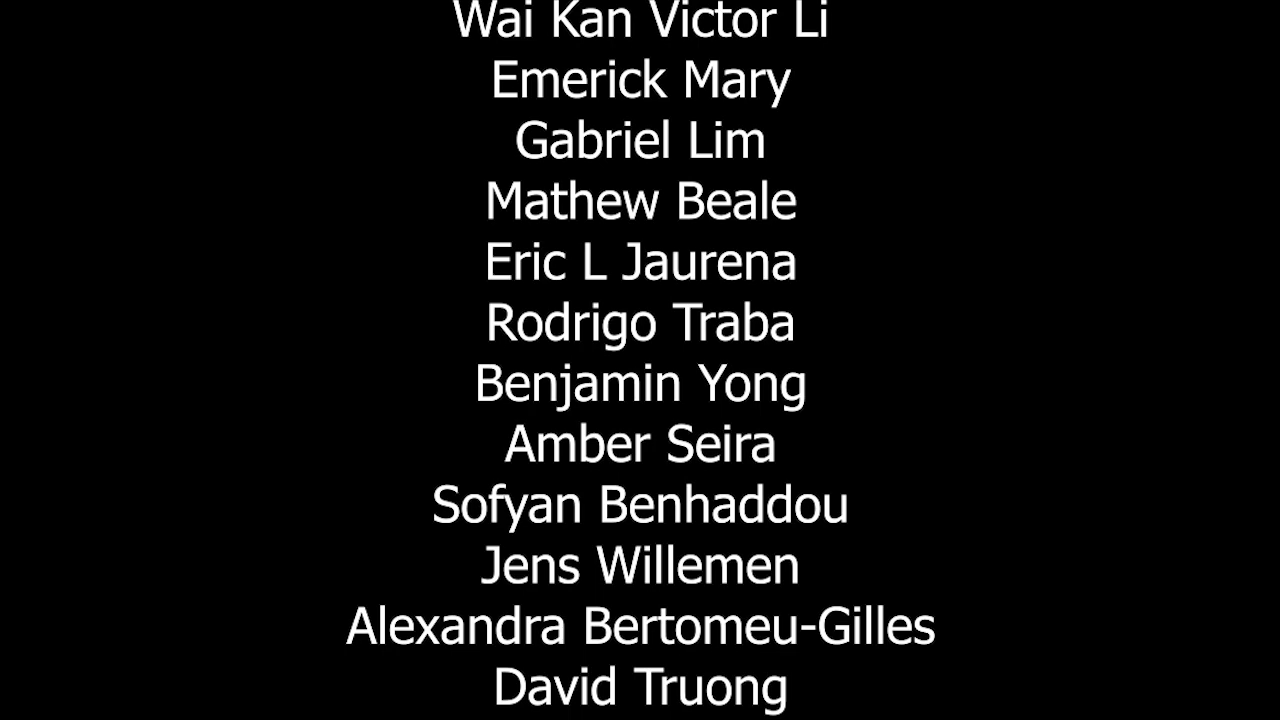 Wai Kan Victor Li
Emerick Mary
Gabriel Lim
Mathew Beale
Eric L Jaurena
Rodrigo Traba
Benjamin Yong
Amber Seira
Sofyan Benhaddou
Jens Willemen
Alexandra Bertomeu-Gilles
David Truong